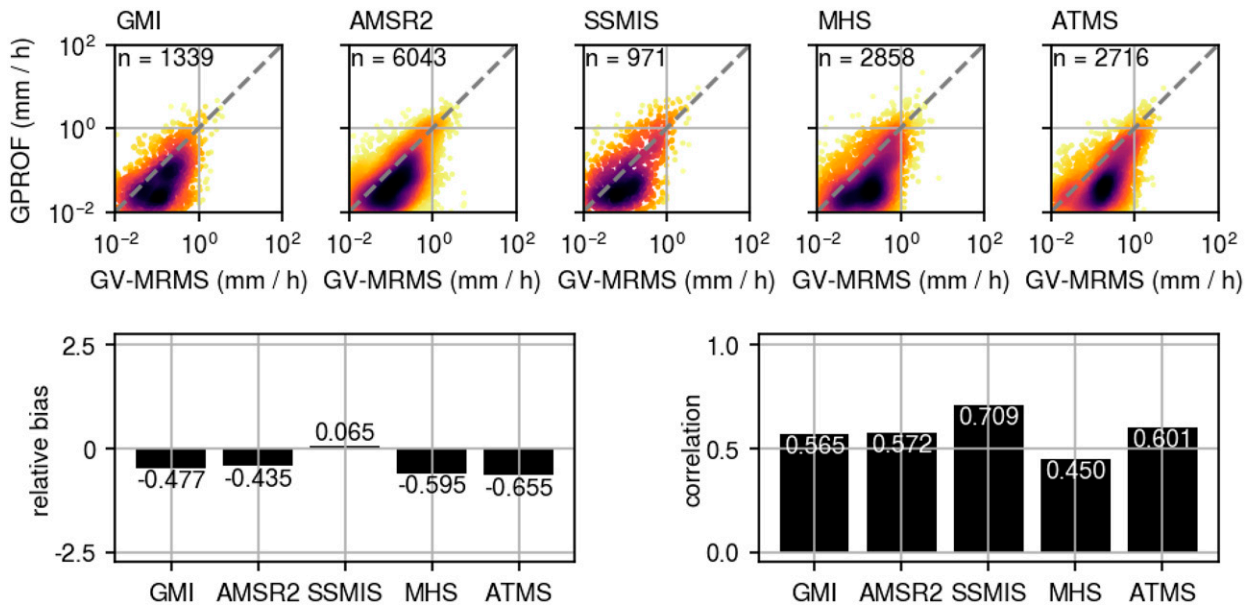 GMI AMSR2 SSMIS MHS ATMS
10² n = 1339 n = 6043 n = 971 n = 2858 n = 2716
GPROF (mm / h)
10⁰
10⁻²
10⁻² 10⁰ 10² 10⁻² 10⁰ 10² 10⁻² 10⁰ 10² 10⁻² 10⁰ 10² 10⁻² 10⁰ 10²
GV-MRMS (mm / h) GV-MRMS (mm / h) GV-MRMS (mm / h) GV-MRMS (mm / h) GV-MRMS (mm / h)
relative bias
2.5
0
-2.5
-0.477 -0.435 0.065 -0.595 -0.655
GMI AMSR2 SSMIS MHS ATMS
correlation
1.0
0.5
0.0
0.565 0.572 0.709 0.450 0.601
GMI AMSR2 SSMIS MHS ATMS